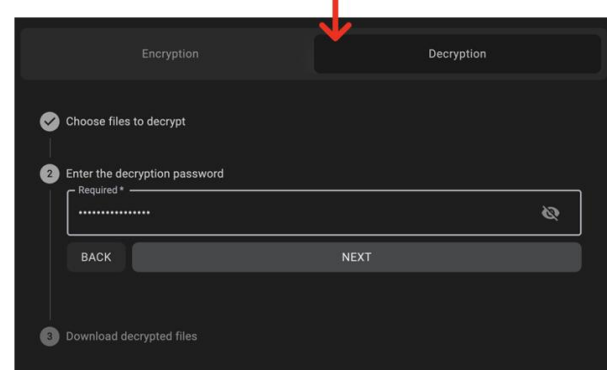 Encryption
Decryption
Choose files to decrypt
2 Enter the decryption password
Required *
••••••••••••••••
BACK
NEXT
3 Download decrypted files